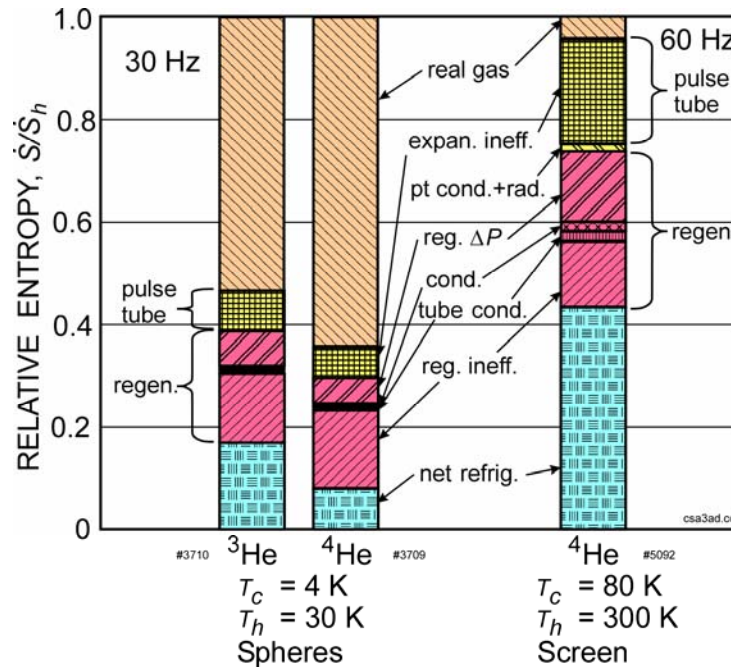 RELATIVE ENTROPY, Ṡ/Ṡh
1.0
0.8
0.6
0.4
0.2
0
30 Hz
60 Hz
real gas
pulse
tube
expan. ineff.
pt cond.+rad.
reg. ΔP
regen.
cond.
pulse
tube
tube cond.
reg. ineff.
regen.
net refrig.
#3710
³He
⁴He
#3709
⁴He
#5092
Tc = 4 K
Th = 30 K
Spheres
Tc = 80 K
Th = 300 K
Screen